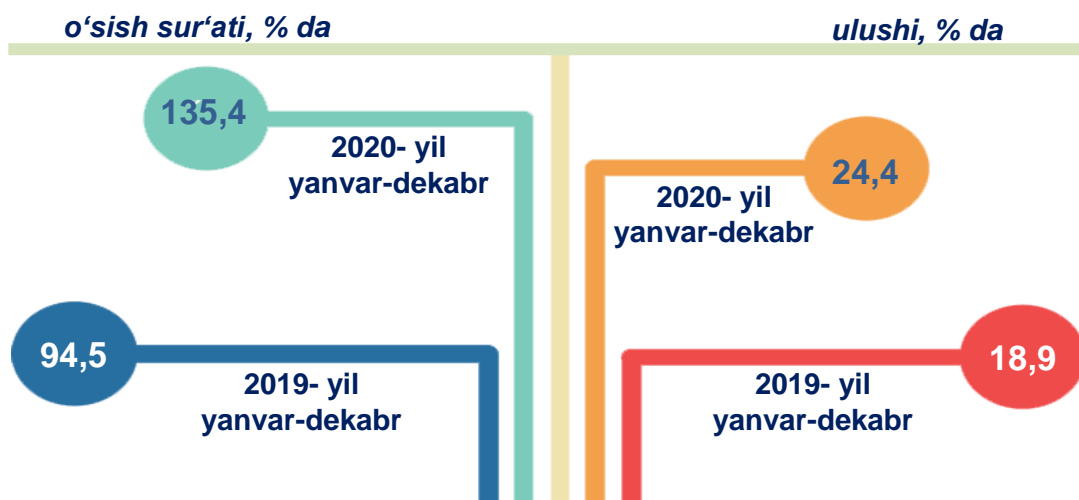 o‘sish sur‘ati, % da
ulushi, % da
135,4
2020- yil
yanvar-dekabr
24,4
2020- yil
yanvar-dekabr
94,5
2019- yil
yanvar-dekabr
18,9
2019- yil
yanvar-dekabr